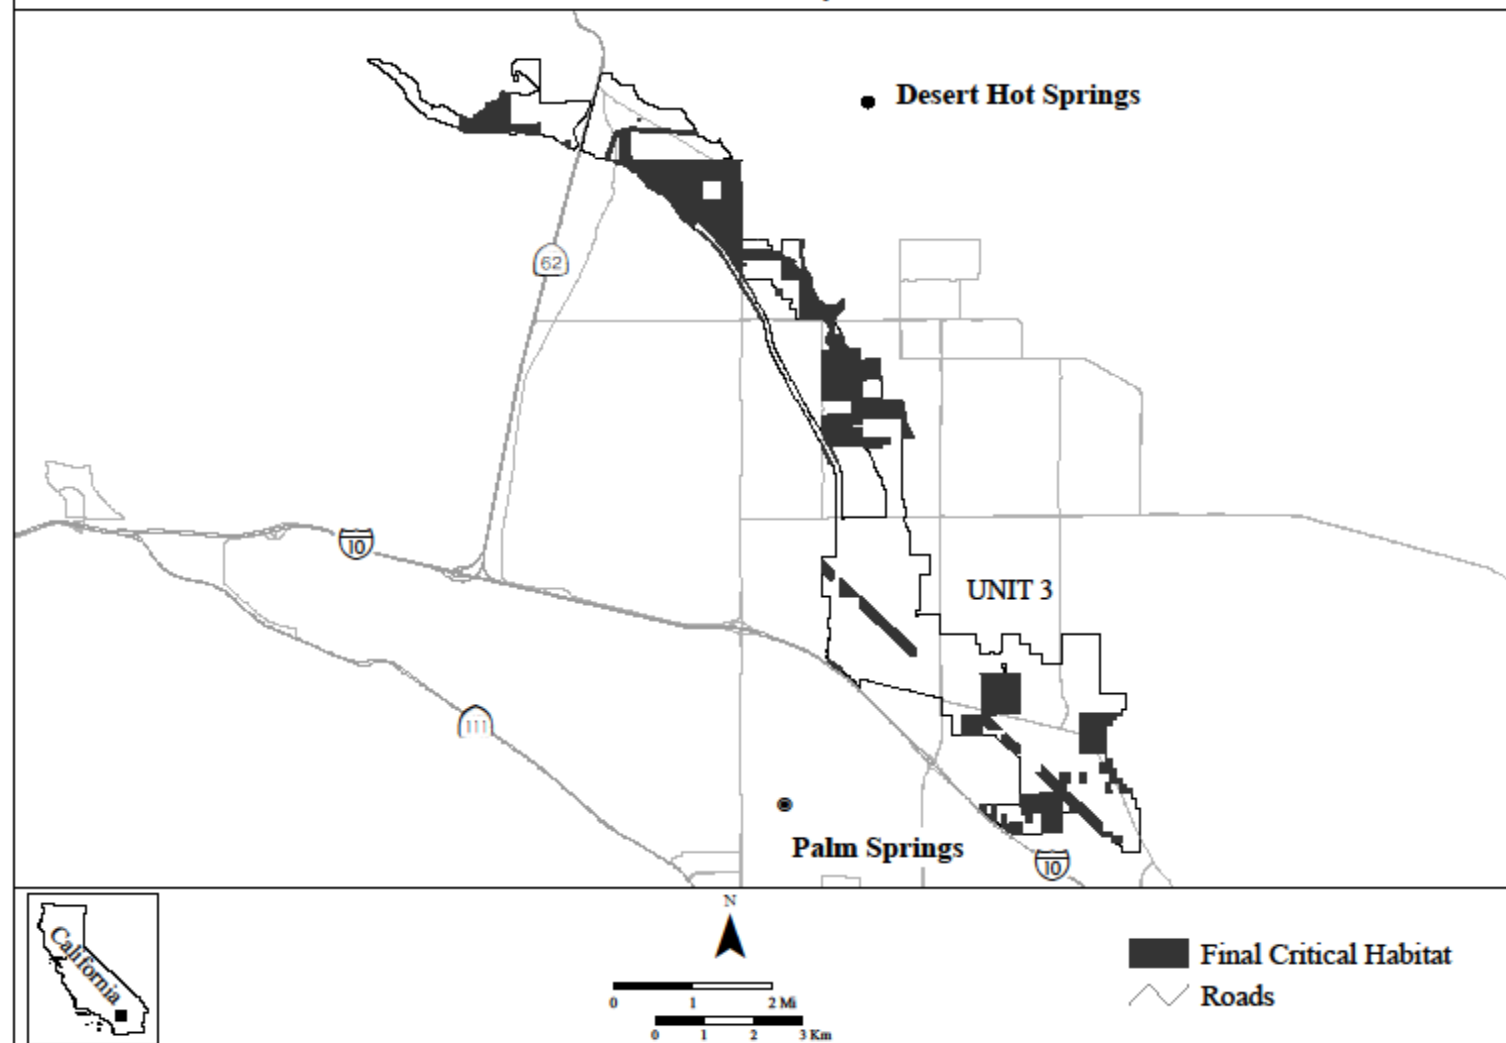 Desert Hot Springs
62
10
UNIT 3
111
Palm Springs
10
California
N
0 1 2 Mi
0 1 2 3 Km
Final Critical Habitat
Roads